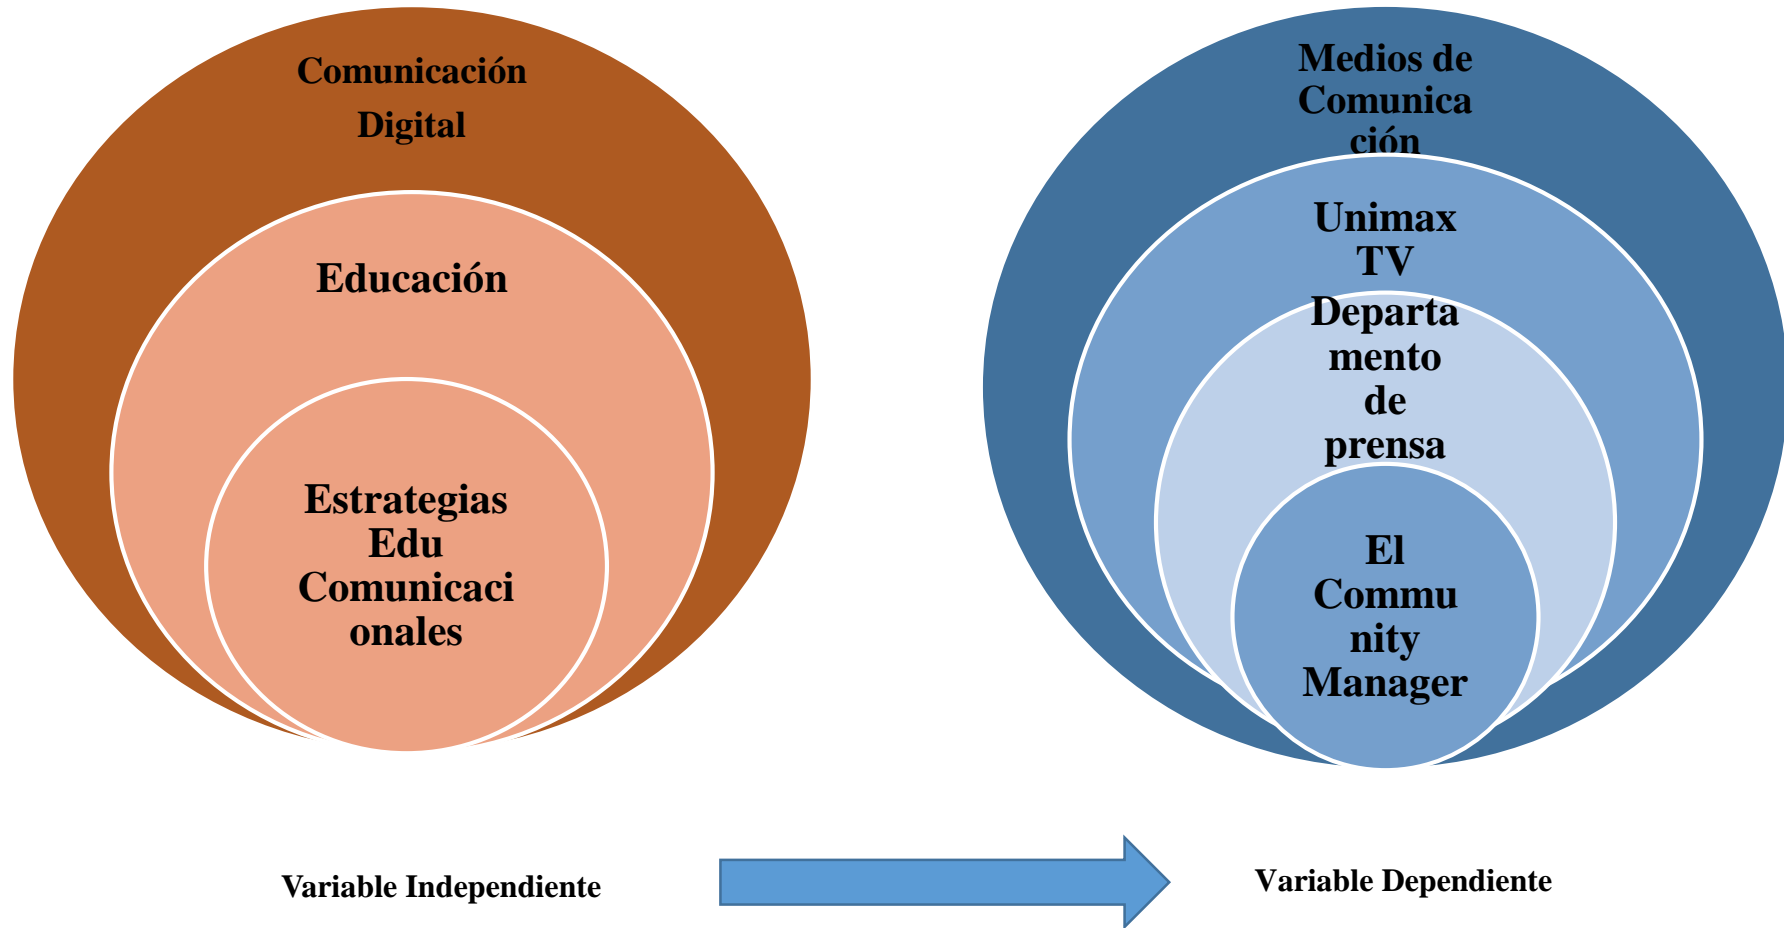 Comunicación
Digital
Educación
Estrategias
Edu
Comunicaci
onales
Medios de
Comunica
ción
Unimax
TV
Departa
mento
de
prensa
El
Commu
nity
Manager
Variable Independiente
Variable Dependiente